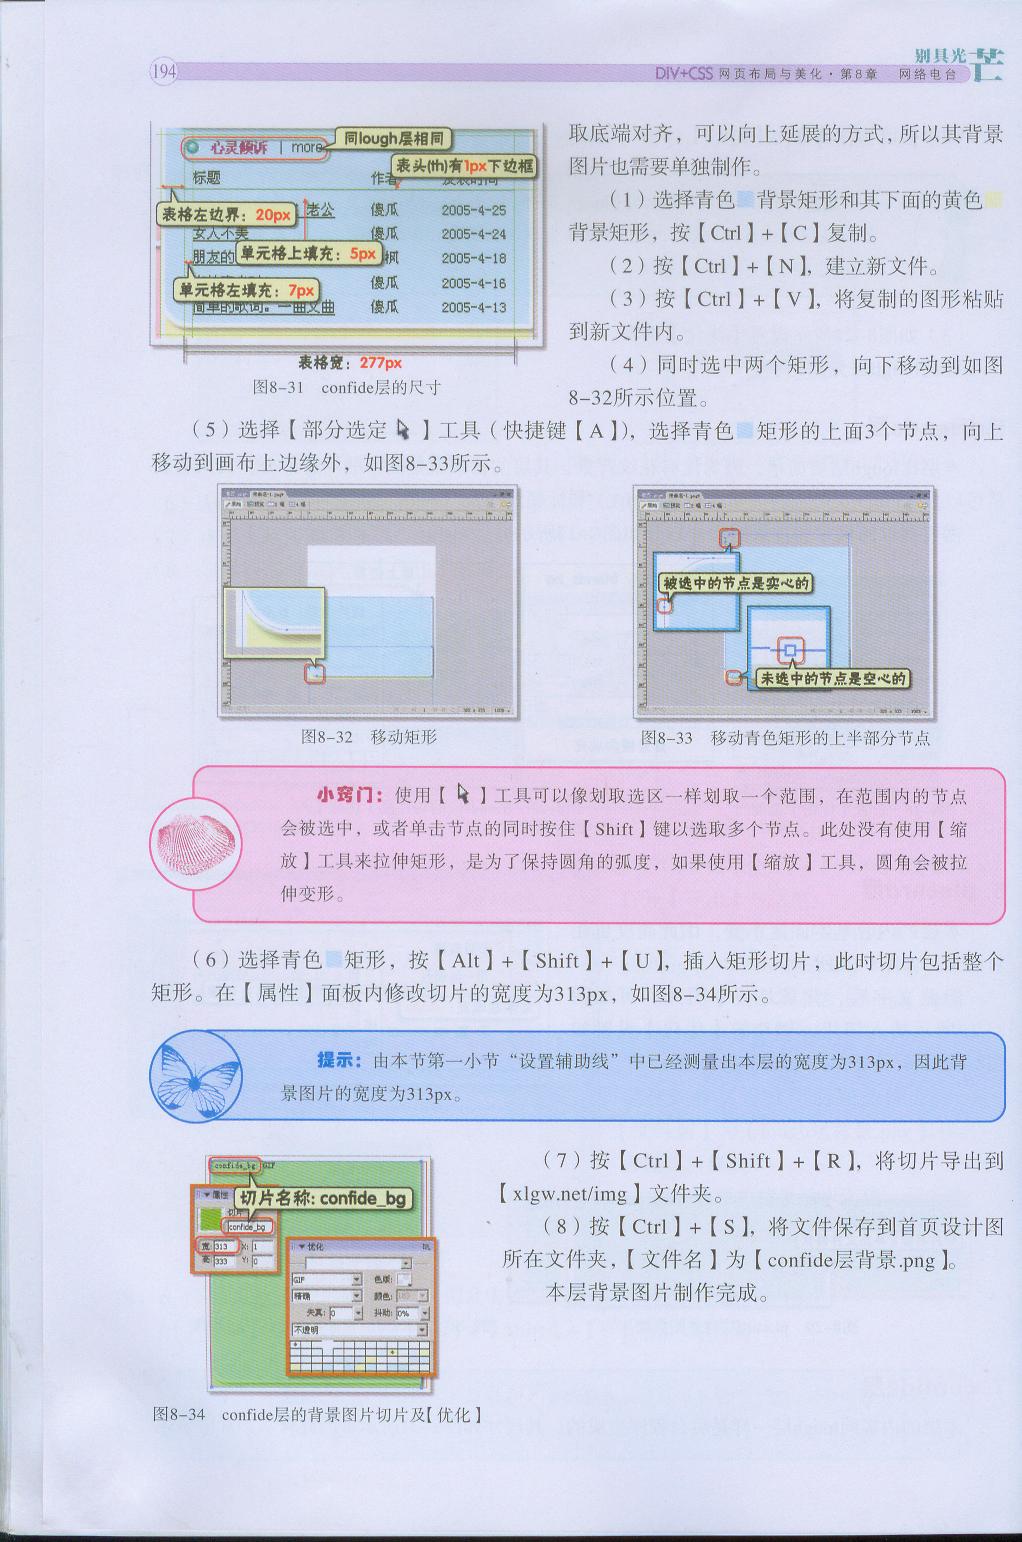 194
别具光芒
DIV+CSS 网页布局与美化·第8章 网络电台
心灵倾诉 | more
同lough层相同
表头(th)有1px下边框
标题
作者
发表时间
表格左边界：20px
老公
傻瓜
2005-4-25
女人不美
傻瓜
2005-4-24
朋友的
单元格上填充：5px
枫
2005-4-18
单元格左填充：7px
傻瓜
2005-4-16
简单的歌词。一曲又曲
傻瓜
2005-4-13
表格宽：277px
图8-31 confide层的尺寸
取底端对齐，可以向上延展的方式，所以其背景
图片也需要单独制作。
（1）选择青色 背景矩形和其下面的黄色
背景矩形，按【Ctrl】+【C】复制。
（2）按【Ctrl】+【N】，建立新文件。
（3）按【Ctrl】+【V】，将复制的图形粘贴
到新文件内。
（4）同时选中两个矩形，向下移动到如图
8-32所示位置。
（5）选择【部分选定 】工具（快捷键【A】），选择青色 矩形的上面3个节点，向上
移动到画布上边缘外，如图8-33所示。
被选中的节点是实心的
未选中的节点是空心的
图8-32 移动矩形
图8-33 移动青色矩形的上半部分节点
小窍门：使用【 】工具可以像划取选区一样划取一个范围，在范围内的节点
会被选中，或者单击节点的同时按住【Shift】键以选取多个节点。此处没有使用【缩
放】工具来拉伸矩形，是为了保持圆角的弧度，如果使用【缩放】工具，圆角会被拉
伸变形。
（6）选择青色 矩形，按【Alt】+【Shift】+【U】，插入矩形切片，此时切片包括整个
矩形。在【属性】面板内修改切片的宽度为313px，如图8-34所示。
提示：由本节第一小节“设置辅助线”中已经测量出本层的宽度为313px，因此背
景图片的宽度为313px。
confide_bg GIF
属性
切片名称：confide_bg
切片
confide_bg
宽 313 X: 1
高 333 Y: 0
优化
GIF
色版：
精确
颜色：
失真：0
抖动：0%
不透明
图8-34 confide层的背景图片切片及【优化】
（7）按【Ctrl】+【Shift】+【R】，将切片导出到
【xlgw.net/img】文件夹。
（8）按【Ctrl】+【S】，将文件保存到首页设计图
所在文件夹，【文件名】为【confide层背景.png】。
本层背景图片制作完成。